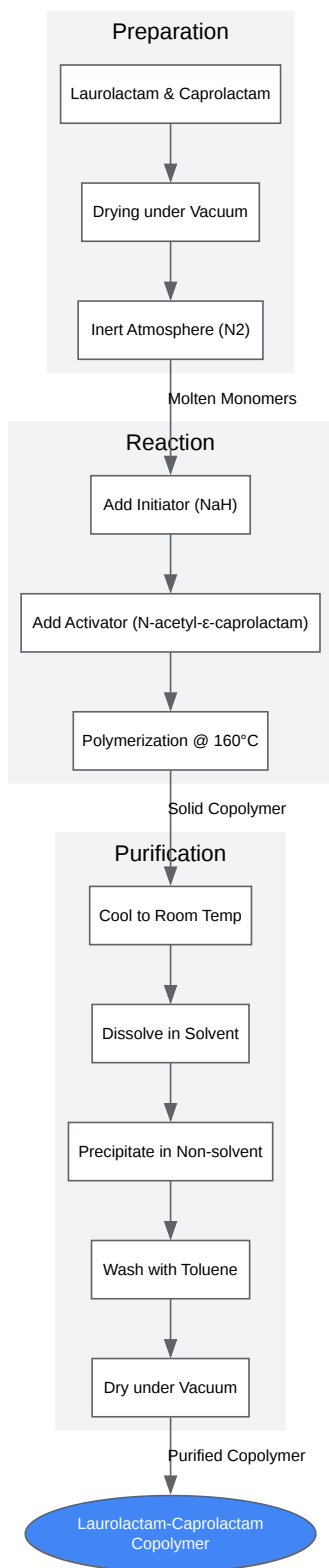 Preparation
Laurolactam & Caprolactam
Drying under Vacuum
Inert Atmosphere (N2)
Molten Monomers
Reaction
Add Initiator (NaH)
Add Activator (N-acetyl-ε-caprolactam)
Polymerization @ 160°C
Solid Copolymer
Purification
Cool to Room Temp
Dissolve in Solvent
Precipitate in Non-solvent
Wash with Toluene
Dry under Vacuum
Purified Copolymer
Laurolactam-Caprolactam
Copolymer